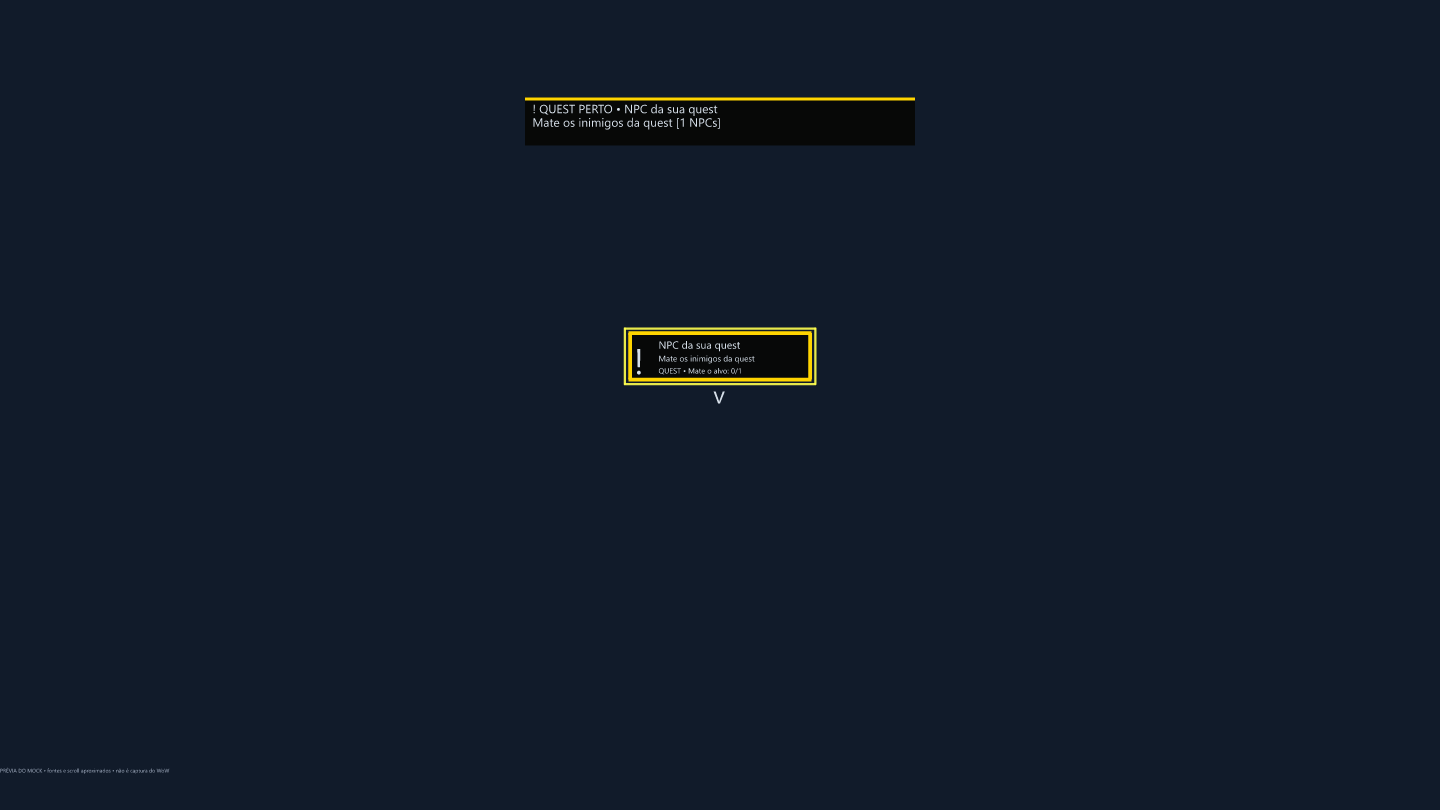 ! QUEST PERTO • NPC da sua quest
Mate os inimigos da quest [1 NPCs]
!
NPC da sua quest
Mate os inimigos da quest
QUEST • Mate o alvo: 0/1
V
PRÉVIA DO MOCK • fontes e scroll aproximados • não é captura do WoW